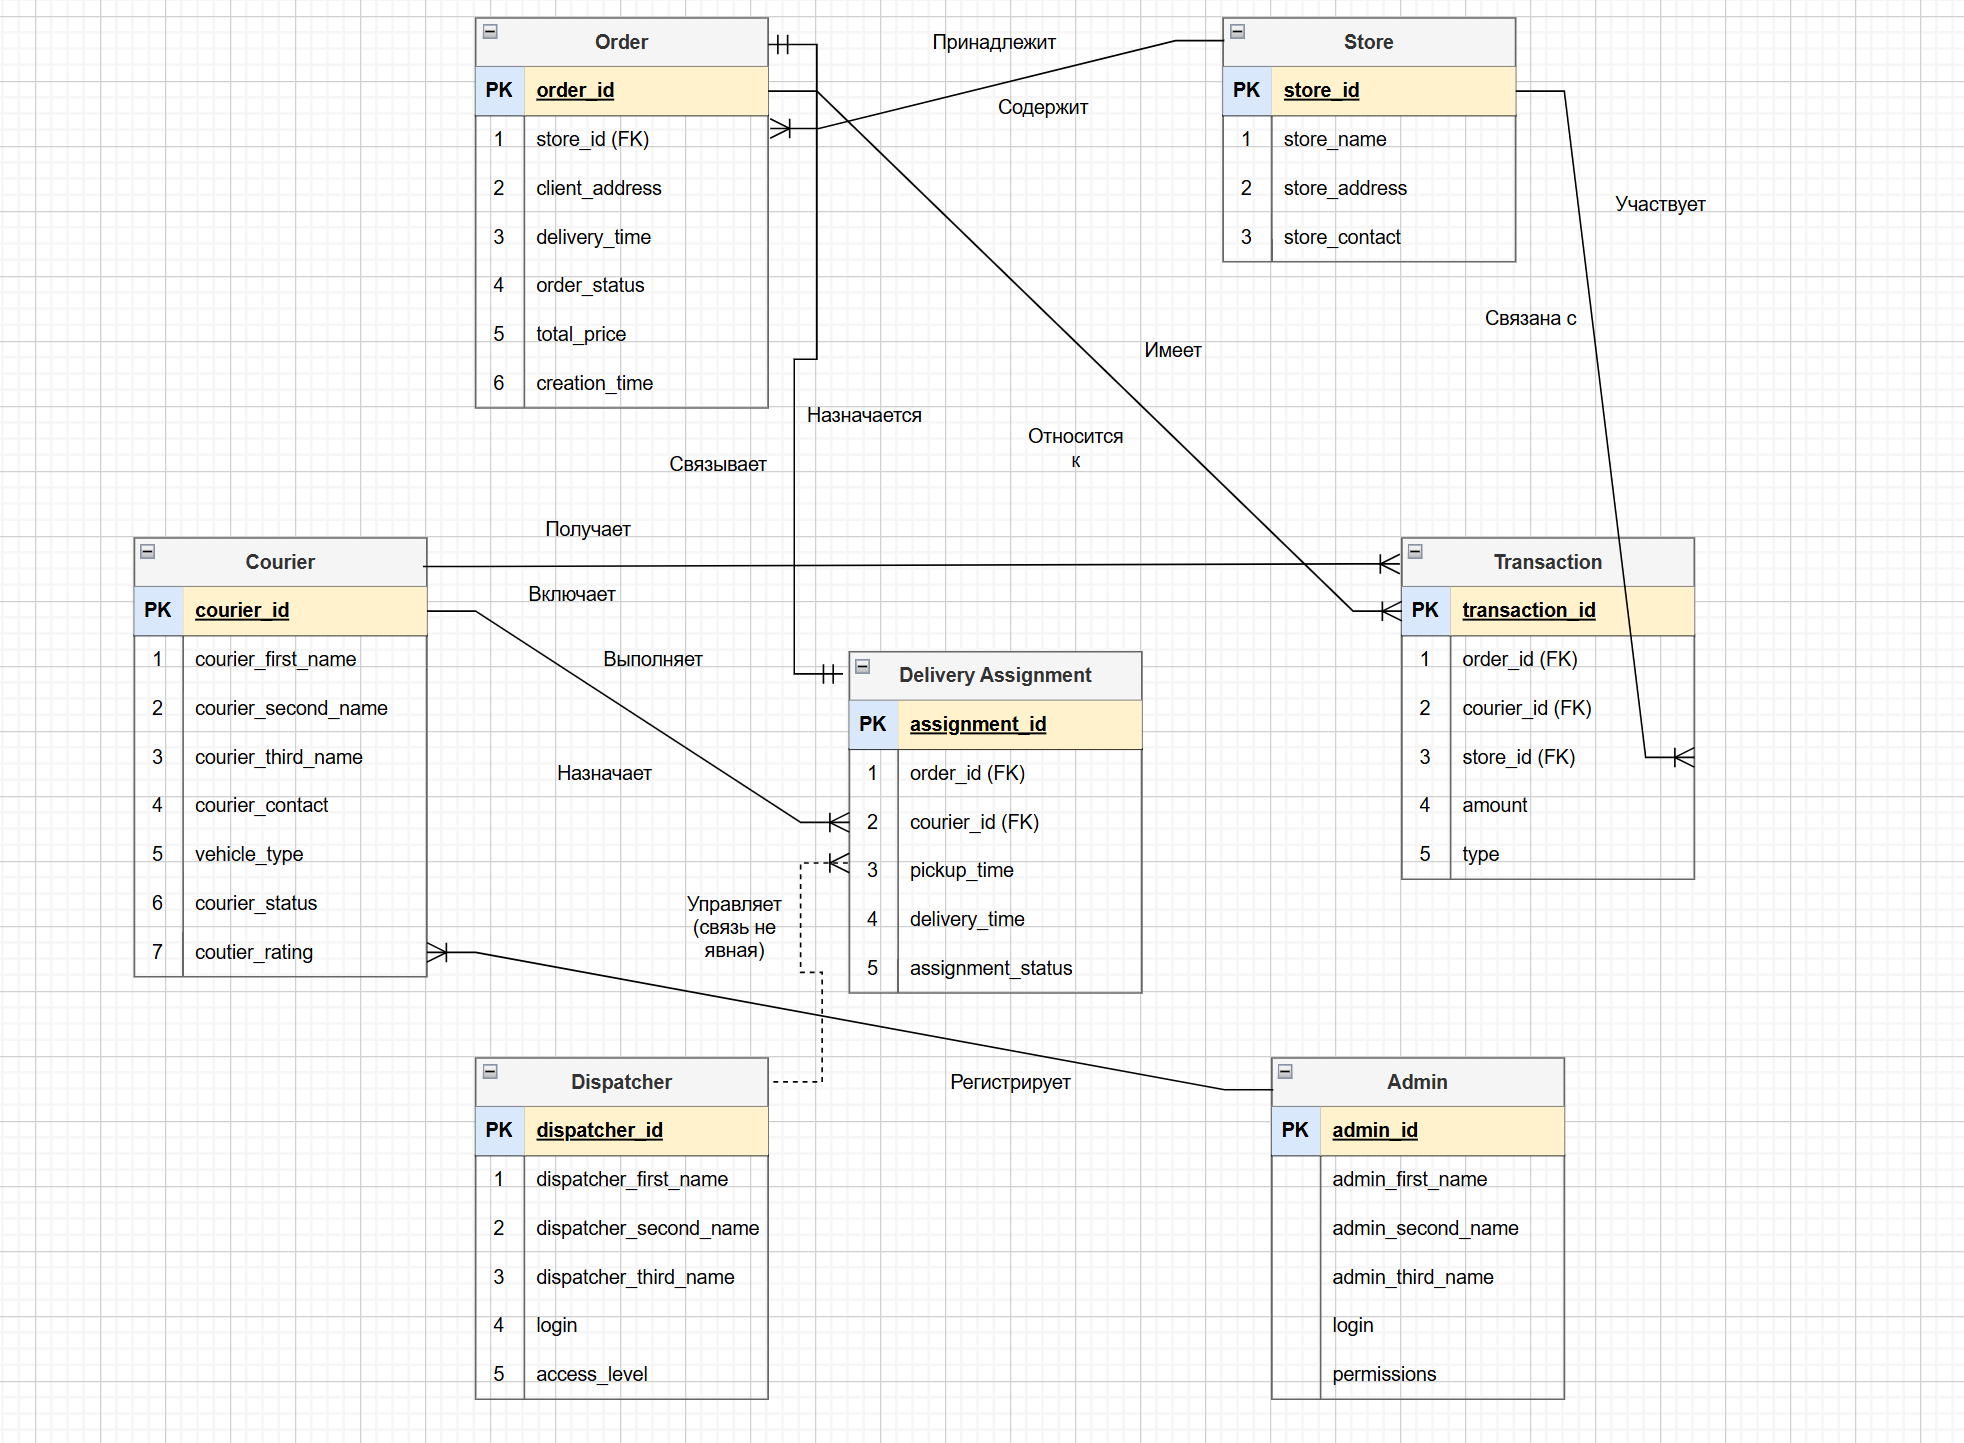 Order
PK order_id
1 store_id (FK)
2 client_address
3 delivery_time
4 order_status
5 total_price
6 creation_time
Принадлежит
Содержит
Store
PK store_id
1 store_name
2 store_address
3 store_contact
Участвует
Связана с
Имеет
Относится
к
Назначается
Связывает
Получает
Включает
Выполняет
Назначает
Courier
PK courier_id
1 courier_first_name
2 courier_second_name
3 courier_third_name
4 courier_contact
5 vehicle_type
6 courier_status
7 coutier_rating
Delivery Assignment
PK assignment_id
1 order_id (FK)
2 courier_id (FK)
3 pickup_time
4 delivery_time
5 assignment_status
Transaction
PK transaction_id
1 order_id (FK)
2 courier_id (FK)
3 store_id (FK)
4 amount
5 type
Управляет
(связь не
явная)
Регистрирует
Dispatcher
PK dispatcher_id
1 dispatcher_first_name
2 dispatcher_second_name
3 dispatcher_third_name
4 login
5 access_level
Admin
PK admin_id
admin_first_name
admin_second_name
admin_third_name
login
permissions